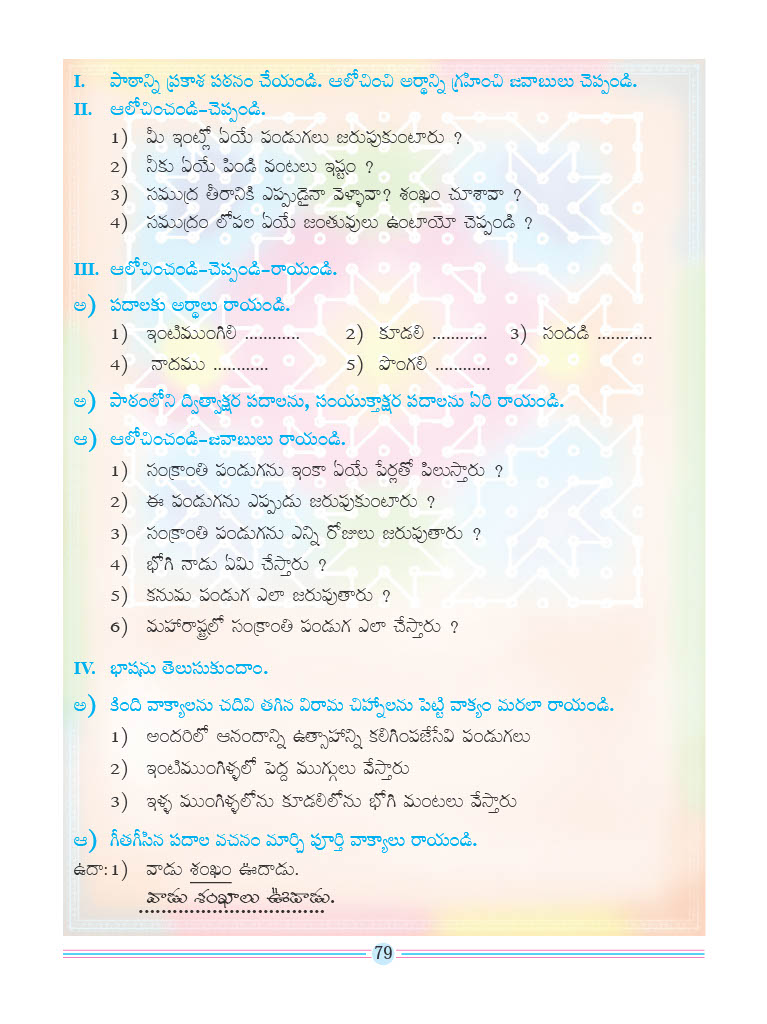 I. పాఠాన్ని ప్రకాశ పఠనం చేయండి. ఆలోచించి అర్థాన్ని గ్రహించి జవాబులు చెప్పండి.
II. ఆలోచించండి-చెప్పండి.
1) మీ ఇంట్లో ఏయే పండుగలు జరుపుకుంటారు ?
2) నీకు ఏయే పిండి వంటలు ఇష్టం ?
3) సముద్ర తీరానికి ఎప్పుడైనా వెళ్ళావా? శంఖం చూశావా ?
4) సముద్రం లోపల ఏయే జంతువులు ఉంటాయో చెప్పండి ?
III. ఆలోచించండి-చెప్పండి-రాయండి.
అ) పదాలకు అర్థాలు రాయండి.
1) ఇంటిముంగిలి ............ 2) కూడలి ............ 3) సందడి ............
4) నాదము ............ 5) పొంగలి ............
అ) పాఠంలోని ద్విత్వాక్షర పదాలను, సంయుక్తాక్షర పదాలను ఏరి రాయండి.
ఆ) ఆలోచించండి-జవాబులు రాయండి.
1) సంక్రాంతి పండుగను ఇంకా ఏయే పేర్లతో పిలుస్తారు ?
2) ఈ పండుగను ఎప్పుడు జరుపుకుంటారు ?
3) సంక్రాంతి పండుగను ఎన్ని రోజులు జరుపుతారు ?
4) భోగి నాడు ఏమి చేస్తారు ?
5) కనుమ పండుగ ఎలా జరుపుతారు ?
6) మహారాష్ట్రలో సంక్రాంతి పండుగ ఎలా చేస్తారు ?
IV. భాషను తెలుసుకుందాం.
అ) కింది వాక్యాలను చదివి తగిన విరామ చిహ్నాలను పెట్టి వాక్యం మరలా రాయండి.
1) అందరిలో ఆనందాన్ని ఉత్సాహాన్ని కలిగింపజేసేవి పండుగలు
2) ఇంటిముంగిళ్ళలో పెద్ద ముగ్గులు వేస్తారు
3) ఇళ్ళ ముంగిళ్ళలోను కూడలిలోను భోగి మంటలు వేస్తారు
ఆ) గీతగీసిన పదాల వచనం మార్చి పూర్తి వాక్యాలు రాయండి.
ఉదా: 1) వాడు శంఖం ఊదాడు.
వాడు శంఖాలు ఊదాడు.
79